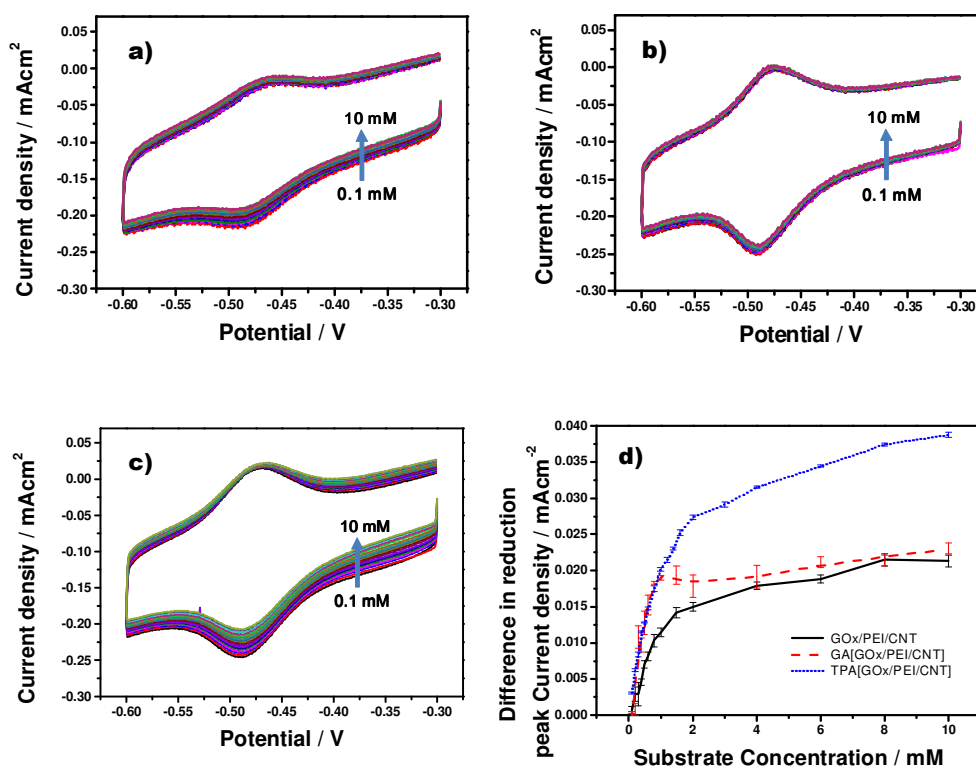 a)
Current density / mAcm²
0.05
0.00
-0.05
-0.10
-0.15
-0.20
-0.25
-0.30
10 mM
0.1 mM
-0.60 -0.55 -0.50 -0.45 -0.40 -0.35 -0.30
Potential / V
b)
Current density / mAcm²
0.05
0.00
-0.05
-0.10
-0.15
-0.20
-0.25
-0.30
10 mM
0.1 mM
-0.60 -0.55 -0.50 -0.45 -0.40 -0.35 -0.30
Potential / V
c)
Current density / mAcm²
0.05
0.00
-0.05
-0.10
-0.15
-0.20
-0.25
-0.30
10 mM
0.1 mM
-0.60 -0.55 -0.50 -0.45 -0.40 -0.35 -0.30
Potential / V
d)
Difference in reduction
peak Current density / mAcm⁻²
0.040
0.035
0.030
0.025
0.020
0.015
0.010
0.005
0.000
GOx/PEI/CNT
GA[GOx/PEI/CNT]
TPA[GOx/PEI/CNT]
0 2 4 6 8 10
Substrate Concentration / mM